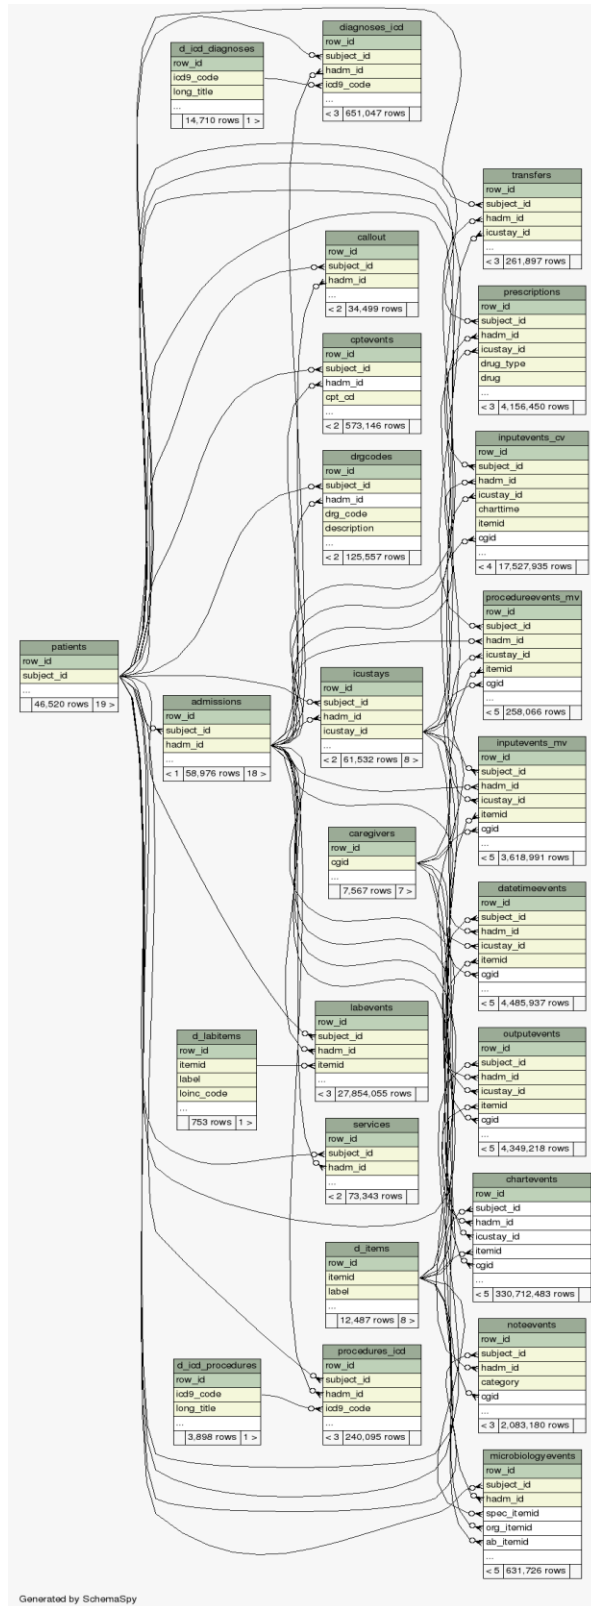 diagnoses_icd
row_id
subject_id
hadm_id
icd9_code
...
< 3 651,047 rows
d_icd_diagnoses
row_id
icd9_code
long_title
...
14,710 rows 1 >
transfers
row_id
subject_id
hadm_id
icustay_id
...
< 3 261,897 rows
callout
row_id
subject_id
hadm_id
...
< 2 34,499 rows
prescriptions
row_id
subject_id
hadm_id
icustay_id
drug_type
drug
...
< 3 4,156,450 rows
cptevents
row_id
subject_id
hadm_id
cpt_cd
...
< 2 573,146 rows
inputevents_cv
row_id
subject_id
hadm_id
icustay_id
charttime
itemid
cgid
...
< 4 17,527,935 rows
drgcodes
row_id
subject_id
hadm_id
drg_code
description
...
< 2 125,557 rows
procedureevents_mv
row_id
subject_id
hadm_id
icustay_id
itemid
cgid
...
< 5 258,066 rows
patients
row_id
subject_id
...
46,520 rows 19 >
admissions
row_id
subject_id
hadm_id
...
< 1 58,976 rows 18 >
icustays
row_id
subject_id
hadm_id
icustay_id
...
< 2 61,532 rows 8 >
inputevents_mv
row_id
subject_id
hadm_id
icustay_id
itemid
cgid
...
< 5 3,618,991 rows
caregivers
row_id
cgid
...
7,567 rows 7 >
datetimeevents
row_id
subject_id
hadm_id
icustay_id
itemid
cgid
...
< 5 4,485,937 rows
labevents
row_id
subject_id
hadm_id
itemid
...
< 3 27,854,055 rows
d_labitems
row_id
itemid
label
loinc_code
...
753 rows 1 >
outputevents
row_id
subject_id
hadm_id
icustay_id
itemid
cgid
...
< 5 4,349,218 rows
services
row_id
subject_id
hadm_id
...
< 2 73,343 rows
chartevents
row_id
subject_id
hadm_id
icustay_id
itemid
cgid
...
< 5 330,712,483 rows
d_items
row_id
itemid
label
...
12,487 rows 8 >
noteevents
row_id
subject_id
hadm_id
category
cgid
...
< 3 2,083,180 rows
procedures_icd
row_id
subject_id
hadm_id
icd9_code
...
< 3 240,095 rows
d_icd_procedures
row_id
icd9_code
long_title
...
3,898 rows 1 >
microbiologyevents
row_id
subject_id
hadm_id
spec_itemid
org_itemid
ab_itemid
...
< 5 631,726 rows
Generated by SchemaSpy